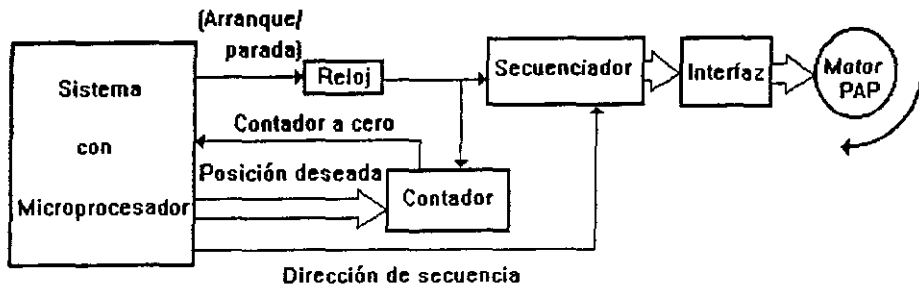 (Arranque/
parada)
Reloj
Secuenciador
Interfaz
Motor
PAP
Sistema
con
Microprocesador
Contador a cero
Posición deseada
Contador
Dirección de secuencia